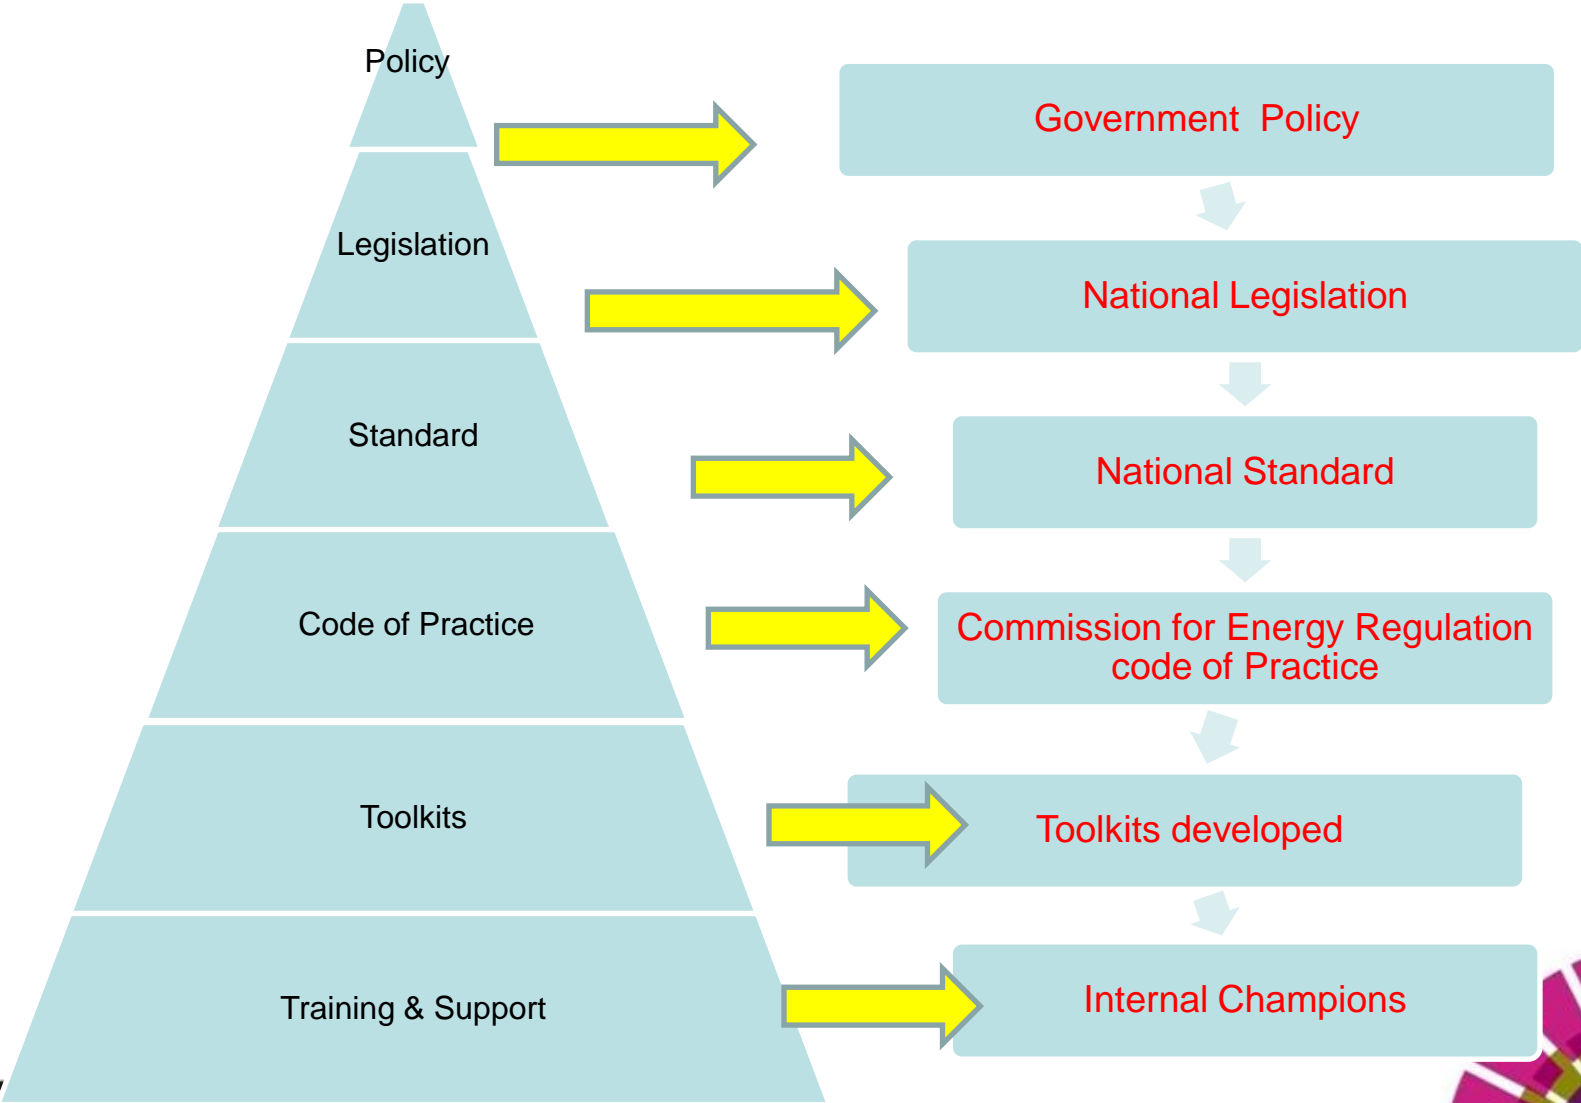 Policy
Legislation
Standard
Code of Practice
Toolkits
Training & Support
Government  Policy
National Legislation
National Standard
Commission for Energy Regulation
code of Practice
Toolkits developed
Internal Champions